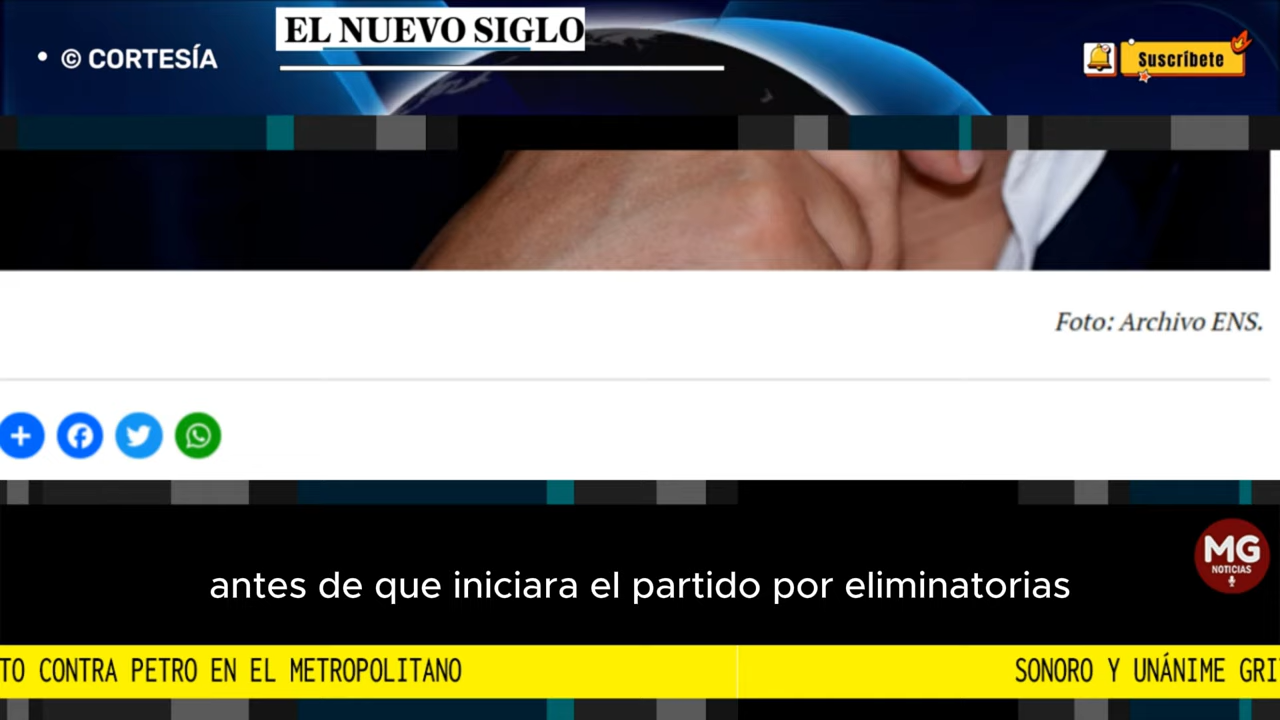 EL NUEVO SIGLO
• © CORTESÍA
Suscríbete
Foto: Archivo ENS.
MG
NOTICIAS
antes de que iniciara el partido por eliminatorias
TO CONTRA PETRO EN EL METROPOLITANO
SONORO Y UNÁNIME GRI